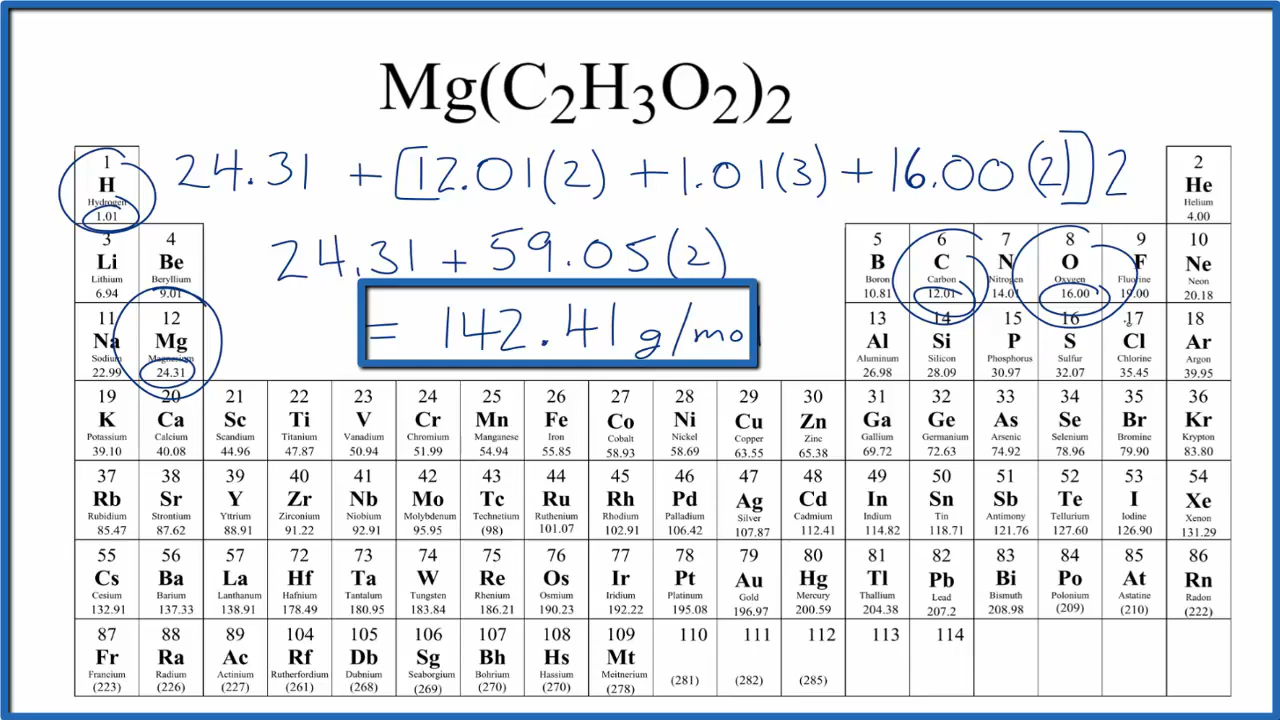 Mg(C2H3O2)2
24.31 + [12.01(2) + 1.01(3) + 16.00(2)] 2
24.31 + 59.05(2)
= 142.41 g/mo
1 2
H He
Hydrogen Helium
1.01 4.00
3 4 5 6 7 8 9 10
Li Be B C N O F Ne
Lithium Beryllium Boron Carbon Nitrogen Oxygen Fluorine Neon
6.94 9.01 10.81 12.01 14.01 16.00 19.00 20.18
11 12 13 14 15 16 17 18
Na Mg Al Si P S Cl Ar
Sodium Magnesium Aluminum Silicon Phosphorus Sulfur Chlorine Argon
22.99 24.31 26.98 28.09 30.97 32.07 35.45 39.95
19 20 21 22 23 24 25 26 27 28 29 30 31 32 33 34 35 36
K Ca Sc Ti V Cr Mn Fe Co Ni Cu Zn Ga Ge As Se Br Kr
Potassium Calcium Scandium Titanium Vanadium Chromium Manganese Iron Cobalt Nickel Copper Zinc Gallium Germanium Arsenic Selenium Bromine Krypton
39.10 40.08 44.96 47.87 50.94 51.99 54.94 55.85 58.93 58.69 63.55 65.38 69.72 72.63 74.92 78.96 79.90 83.80
37 38 39 40 41 42 43 44 45 46 47 48 49 50 51 52 53 54
Rb Sr Y Zr Nb Mo Tc Ru Rh Pd Ag Cd In Sn Sb Te I Xe
Rubidium Strontium Yttrium Zirconium Niobium Molybdenum Technetium Ruthenium Rhodium Palladium Silver Cadmium Indium Tin Antimony Tellurium Iodine Xenon
85.47 87.62 88.91 91.22 92.91 95.95 (98) 101.07 102.91 106.42 107.87 112.41 114.82 118.71 121.76 127.60 126.90 131.29
55 56 57 72 73 74 75 76 77 78 79 80 81 82 83 84 85 86
Cs Ba La Hf Ta W Re Os Ir Pt Au Hg Tl Pb Bi Po At Rn
Cesium Barium Lanthanum Hafnium Tantalum Tungsten Rhenium Osmium Iridium Platinum Gold Mercury Thallium Lead Bismuth Polonium Astatine Radon
132.91 137.33 138.91 178.49 180.95 183.84 186.21 190.23 192.22 195.08 196.97 200.59 204.38 207.2 208.98 (209) (210) (222)
87 88 89 104 105 106 107 108 109 110 111 112 113 114
Fr Ra Ac Rf Db Sg Bh Hs Mt
Francium Radium Actinium Rutherfordium Dubnium Seaborgium Bohrium Hassium Meitnerium
(223) (226) (227) (261) (268) (269) (270) (270) (278) (281) (282) (285)